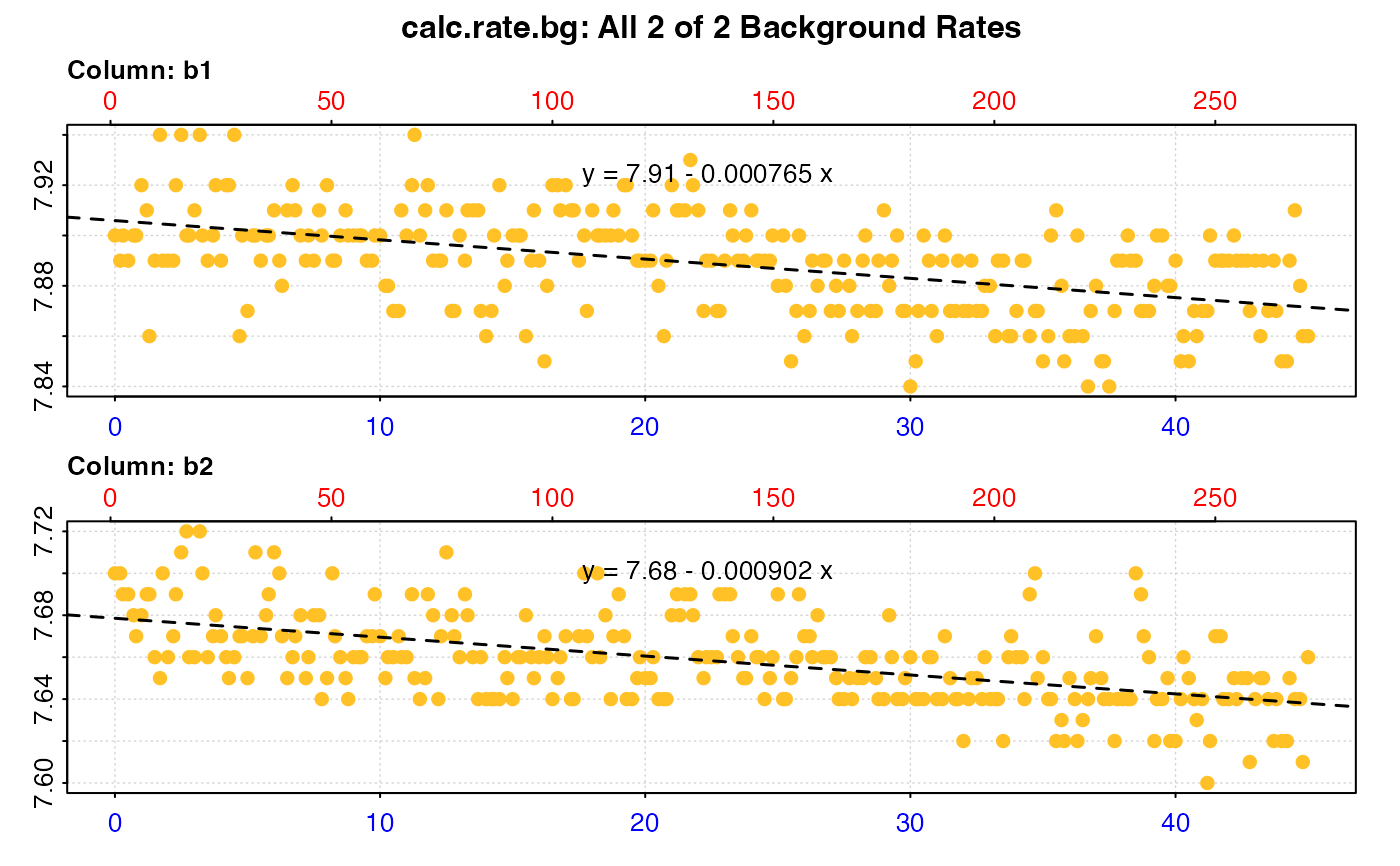 calc.rate.bg: All 2 of 2 Background Rates
Column: b1
0 50 100 150 200 250
7.92
7.88
7.84
y = 7.91 - 0.000765 x
0 10 20 30 40
Column: b2
0 50 100 150 200 250
7.72
7.68
7.64
7.60
y = 7.68 - 0.000902 x
0 10 20 30 40